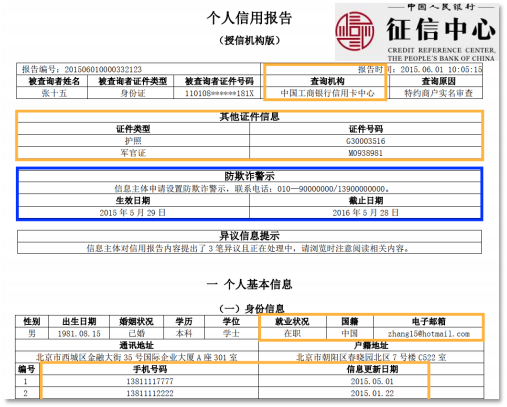 中国人民银行
征信中心
CREDIT REFERENCE CENTER,
THE PEOPLE'S BANK OF CHINA
个人信用报告
（授信机构版）
报告编号：201506010000332123 报告时间：2015.06.01 10:05:15
被查询者姓名 被查询者证件类型 被查询者证件号码 查询机构 查询原因
张十五 身份证 110108******181X 中国工商银行信用卡中心 特约商户实名审查
其他证件信息
证件类型 证件号码
护照 G30003516
军官证 M0938981
防欺诈警示
信息主体申请设置防欺诈警示，联系电话：010—90000000/13900000000。
生效日期 截止日期
2015 年 5 月 29 日 2016 年 5 月 28 日
异议信息提示
信息主体对信用报告内容提出了 3 笔异议且正在处理中，请浏览时注意阅读相关内容。
一 个人基本信息
（一）身份信息
性别 出生日期 婚姻状况 学历 学位 就业状况 国籍 电子邮箱
男 1981.08.15 已婚 本科 学士 在职 中国 zhang15@hotmail.com
通讯地址 户籍地址
北京市西城区金融大街 35 号国际企业大厦 A 座 301 室 北京市朝阳区春晓园北区 7 号楼 C522 室
编号 手机号码 信息更新日期
1 13811117777 2015.05.01
2 13811112222 2015.01.22